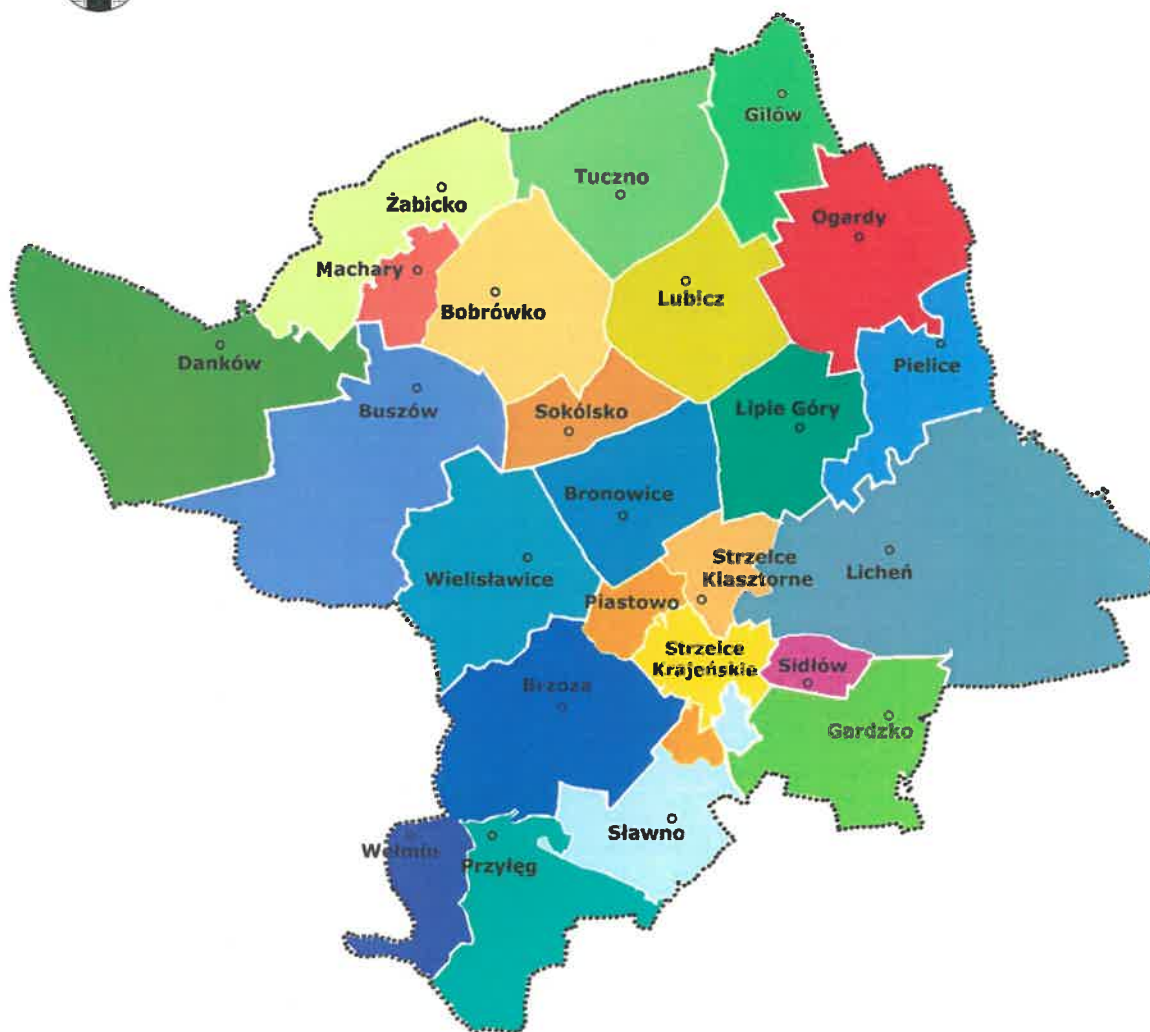 Gilów
Tuczno
Żabicko
Ogardy
Machary
Lubicz
Bobrówko
Danków
Pielice
Buszów
Sokólsko
Lipie Góry
Bronowice
Strzelce
Klasztorne
Licheń
Wielisławice
Piastowo
Strzelce
Krajeńskie
Sidłów
Brzoza
Gardzko
Sławno
Wełmin
Przyłęg